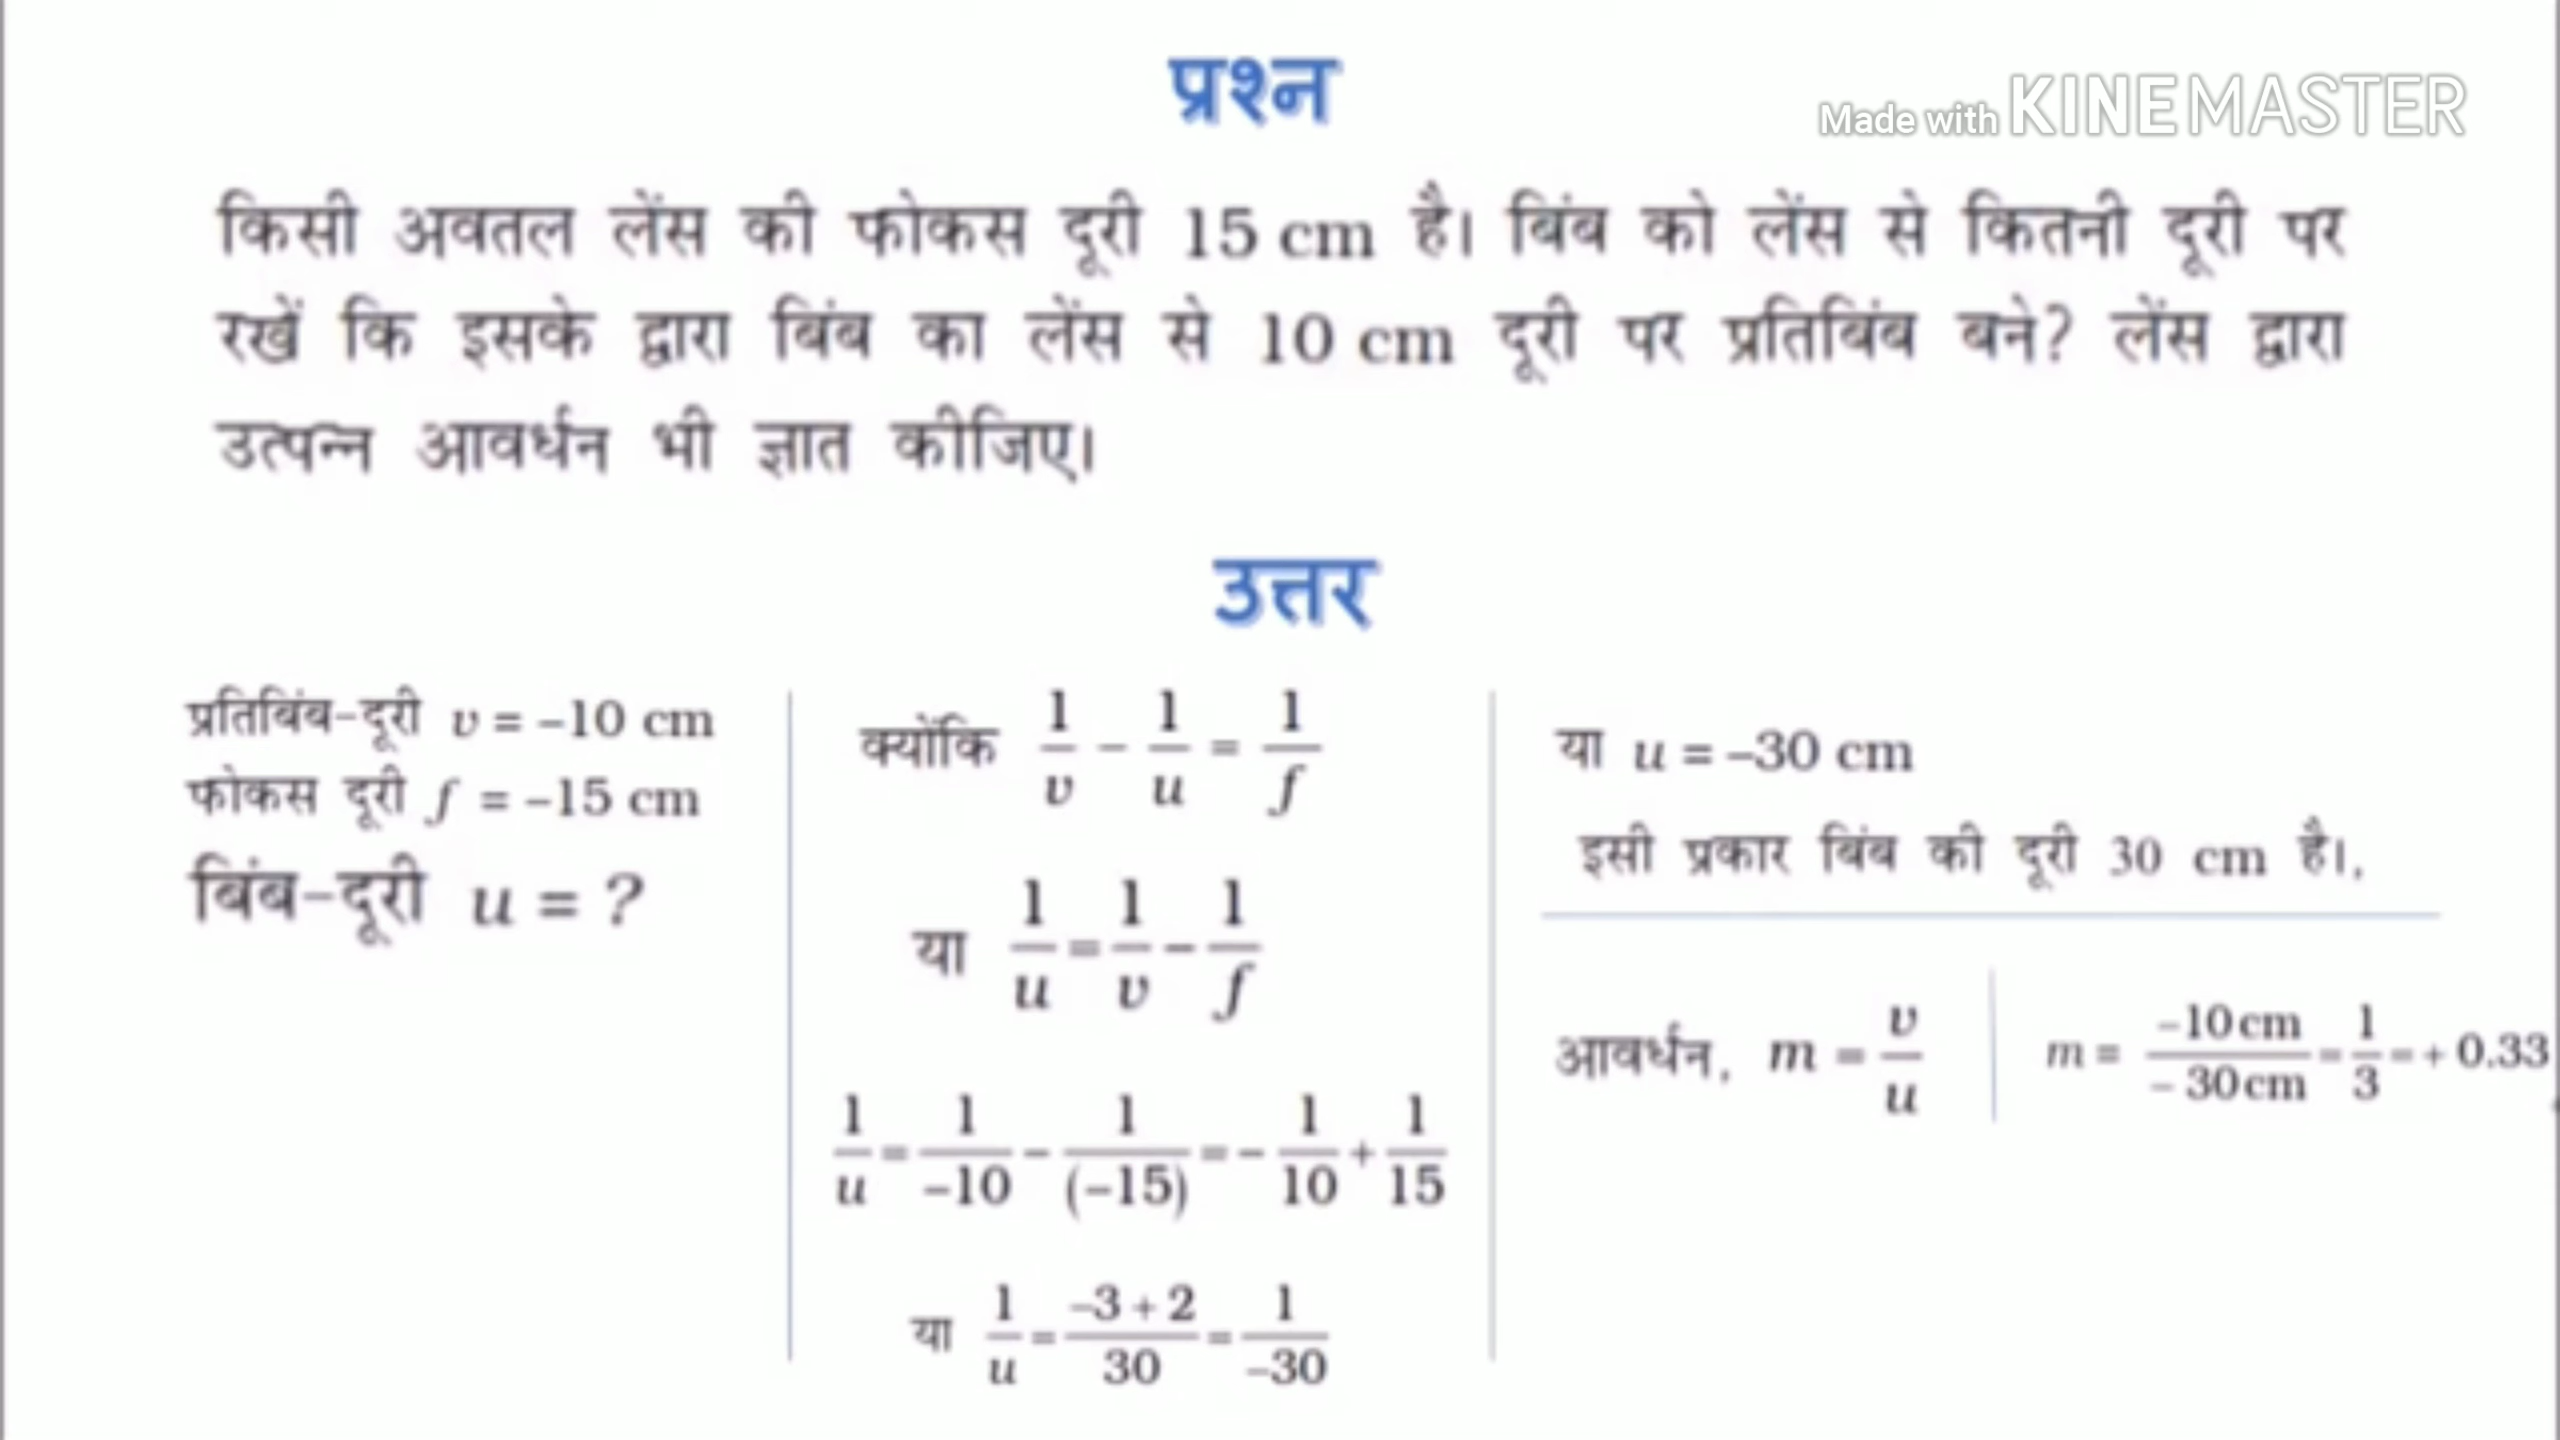 प्रश्न
Made with KINEMASTER
किसी अवतल लेंस की फोकस दूरी 15 cm है। बिंब को लेंस से कितनी दूरी पर
रखें कि इसके द्वारा बिंब का लेंस से 10 cm दूरी पर प्रतिबिंब बने? लेंस द्वारा
उत्पन्न आवर्धन भी ज्ञात कीजिए।
उत्तर
प्रतिबिंब-दूरी v = –10 cm
फोकस दूरी f = –15 cm
बिंब-दूरी u = ?
क्योंकि 1/v – 1/u = 1/f
या 1/u = 1/v – 1/f
1/u = 1/–10 – 1/(–15) = – 1/10 + 1/15
या 1/u = –3 + 2/30 = 1/–30
या u = –30 cm
इसी प्रकार बिंब की दूरी 30 cm है।,
आवर्धन, m = v/u
m = –10 cm/– 30 cm = 1/3 = + 0.33